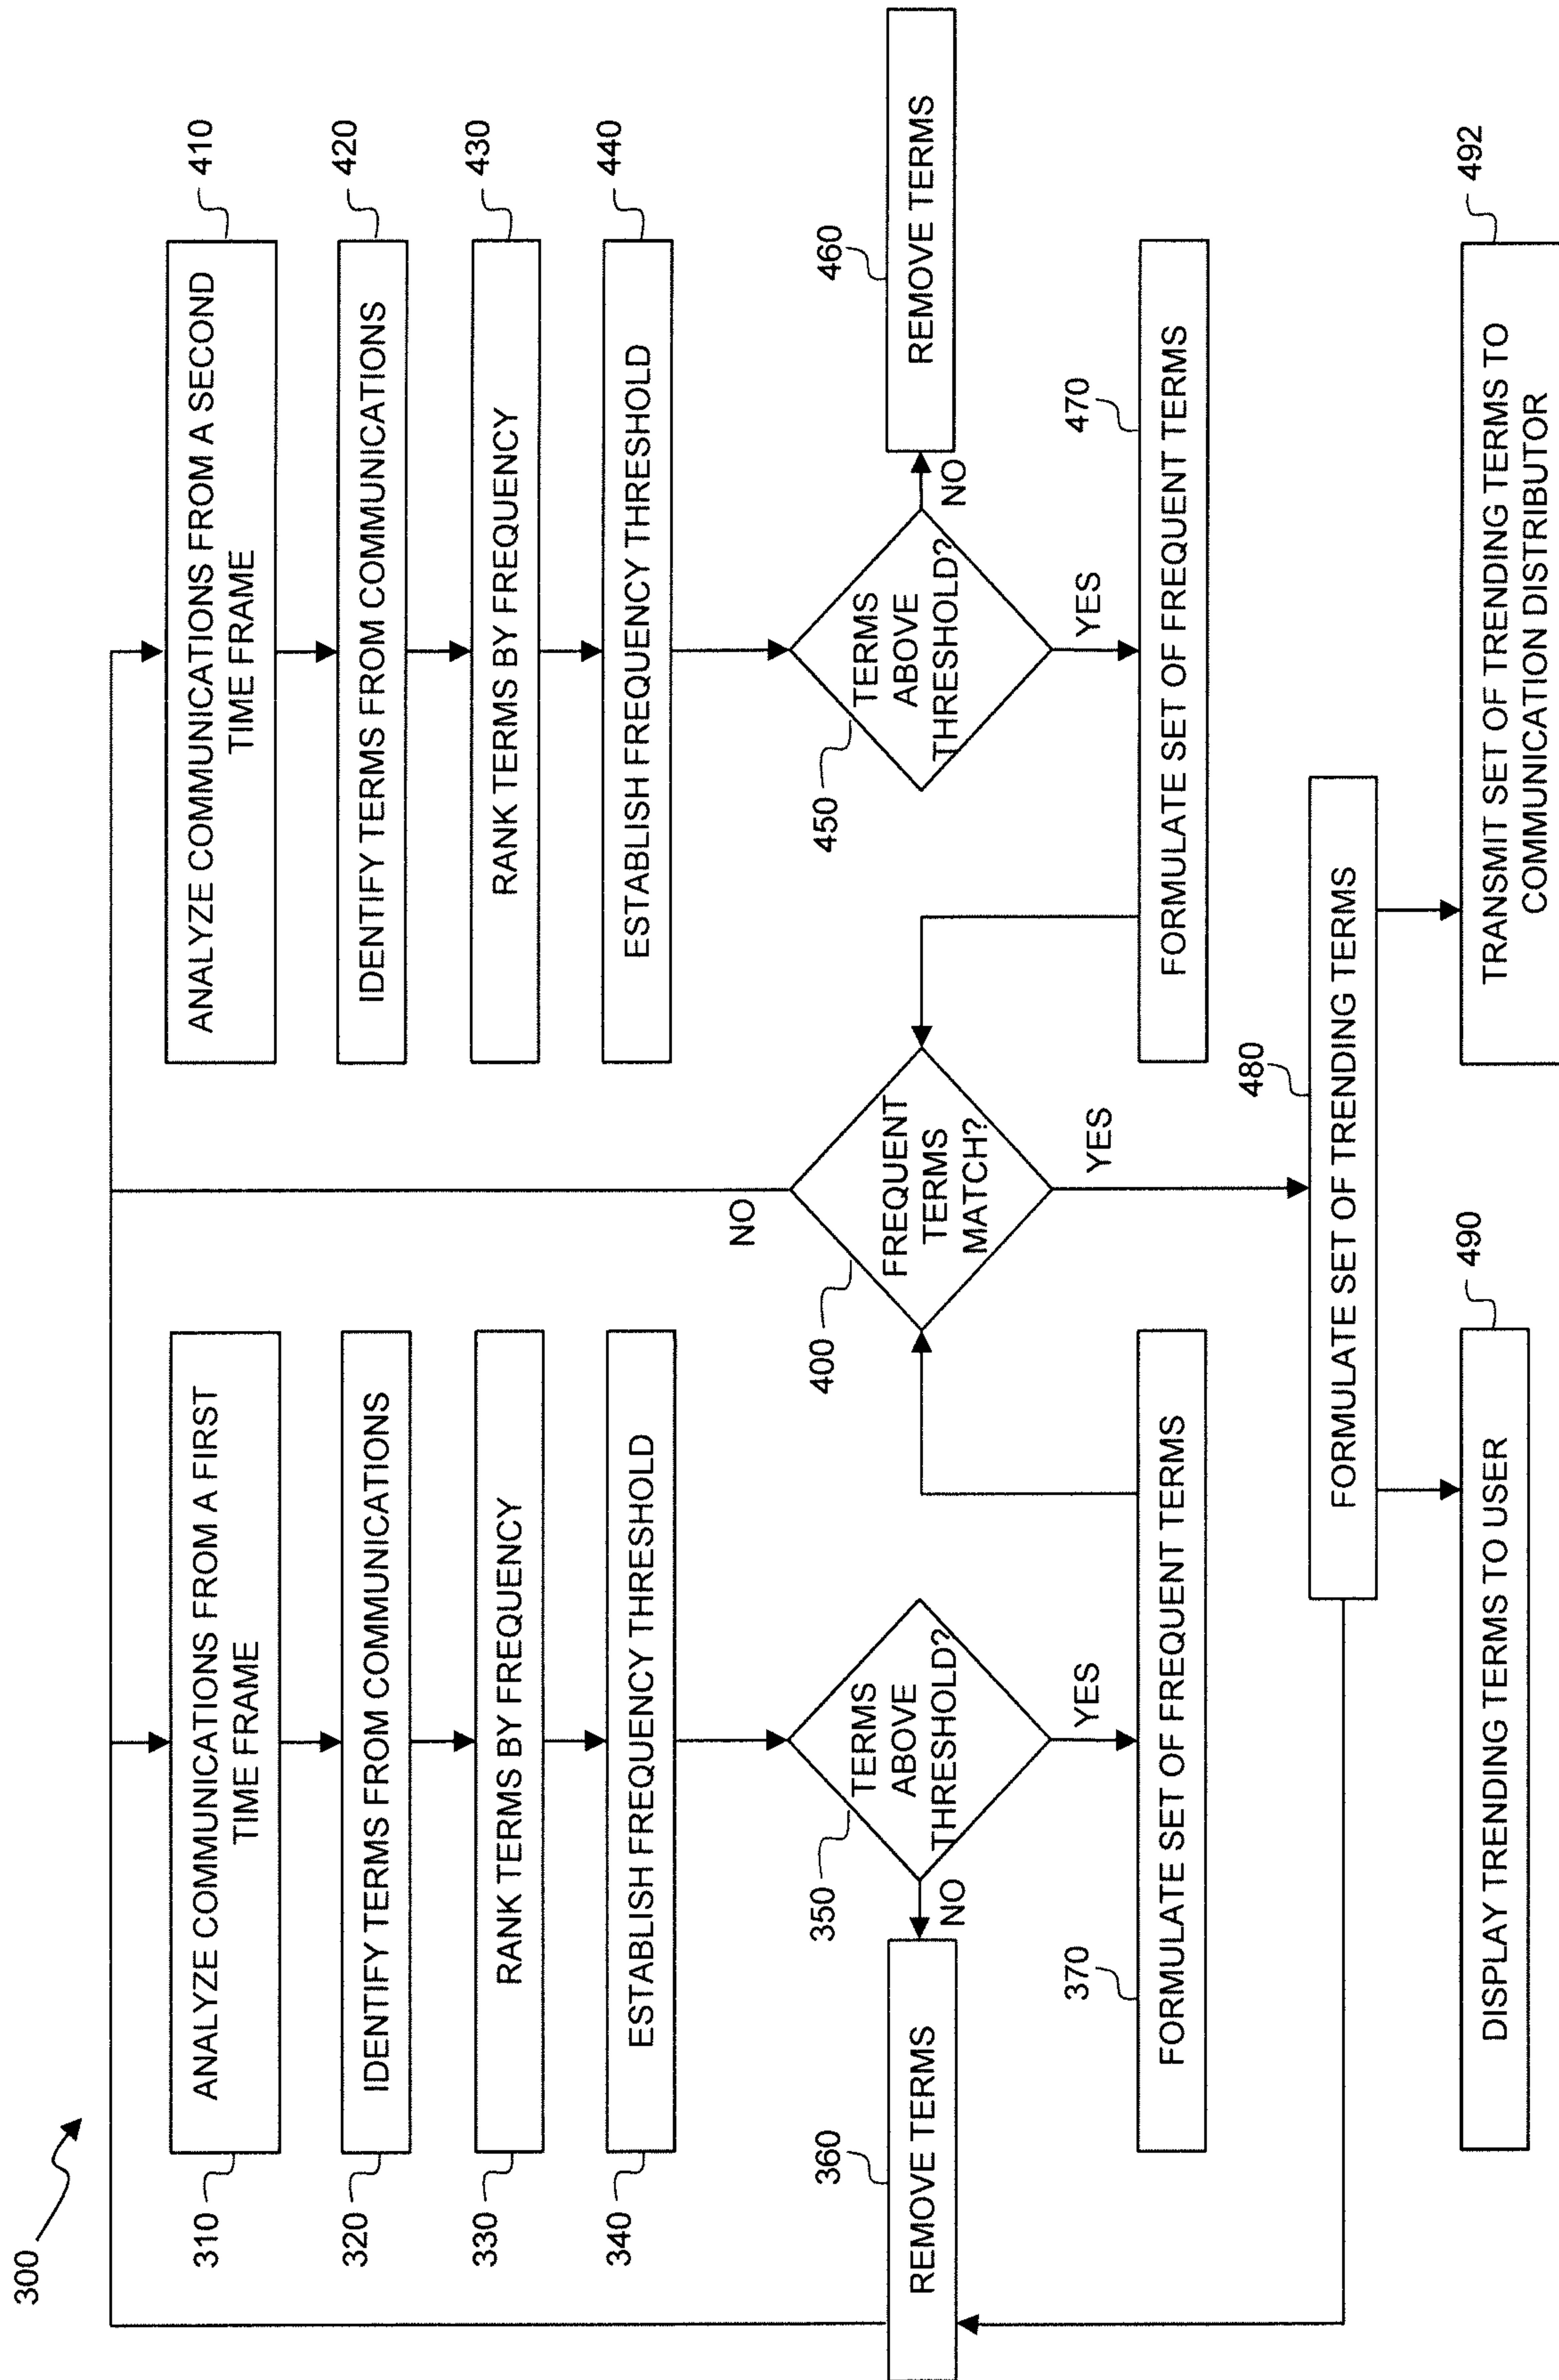 300
310
ANALYZE COMMUNICATIONS FROM A FIRST
TIME FRAME
320
IDENTIFY TERMS FROM COMMUNICATIONS
330
RANK TERMS BY FREQUENCY
340
ESTABLISH FREQUENCY THRESHOLD
350
TERMS
ABOVE
THRESHOLD?
NO
YES
360
REMOVE TERMS
370
FORMULATE SET OF FREQUENT TERMS
400
FREQUENT
TERMS
MATCH?
NO
YES
410
ANALYZE COMMUNICATIONS FROM A SECOND
TIME FRAME
420
IDENTIFY TERMS FROM COMMUNICATIONS
430
RANK TERMS BY FREQUENCY
440
ESTABLISH FREQUENCY THRESHOLD
450
TERMS
ABOVE
THRESHOLD?
NO
YES
460
REMOVE TERMS
470
FORMULATE SET OF FREQUENT TERMS
480
FORMULATE SET OF TRENDING TERMS
490
DISPLAY TRENDING TERMS TO USER
492
TRANSMIT SET OF TRENDING TERMS TO
COMMUNICATION DISTRIBUTOR